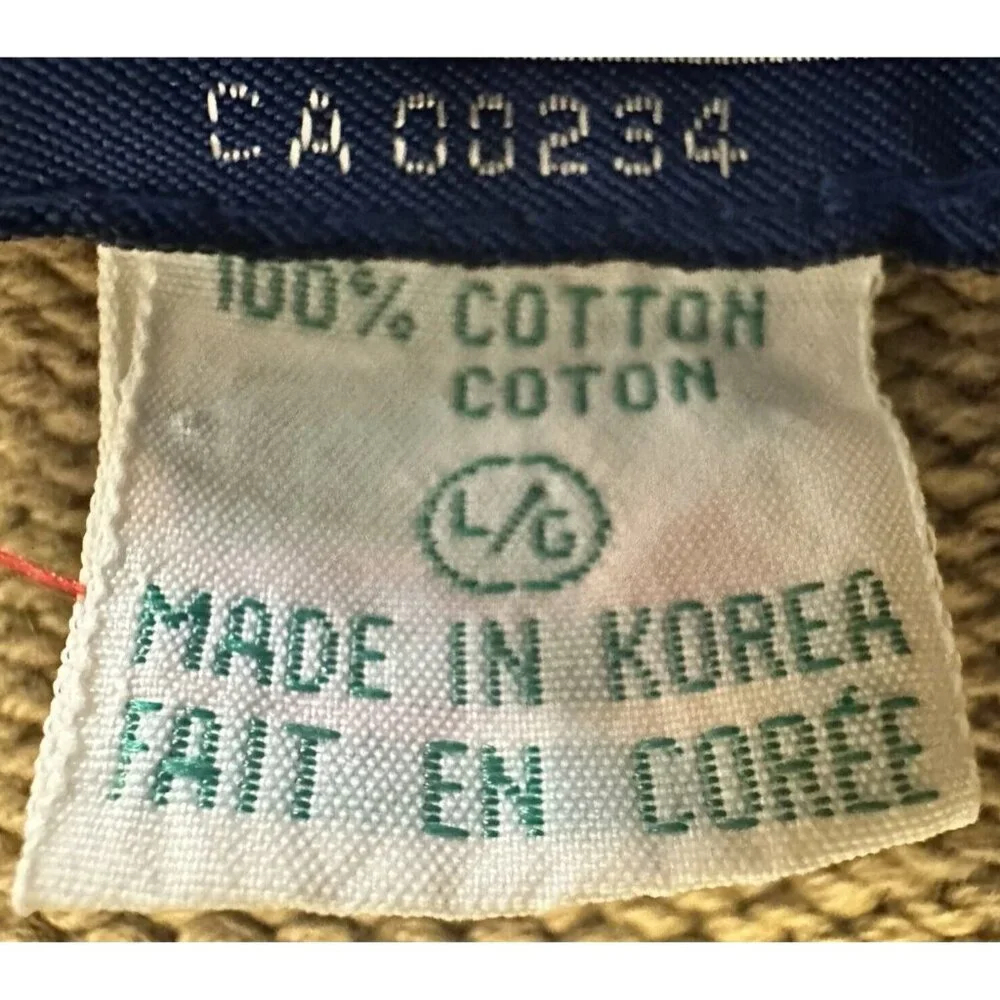 CA 00234
100% COTTON
COTON
L/G
MADE IN KOREA
FAIT EN CORÉE